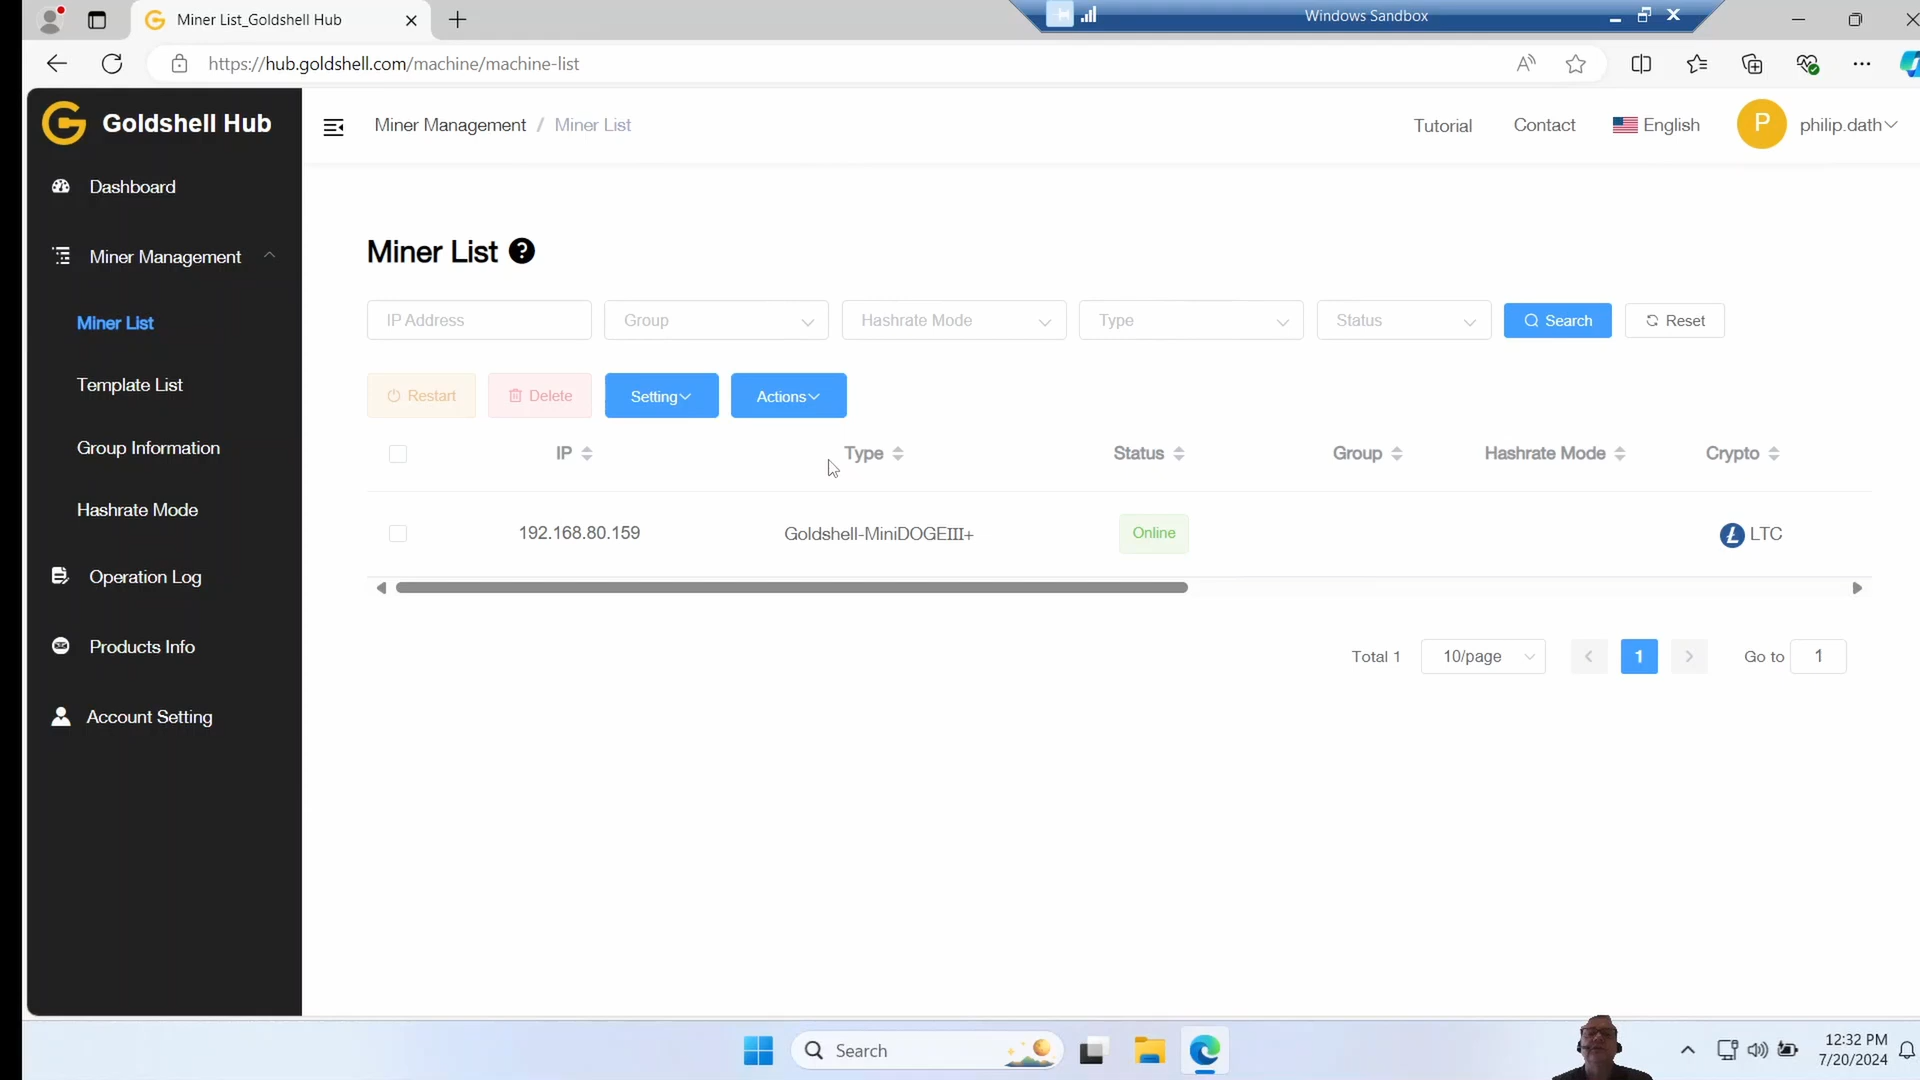 Miner List_Goldshell Hub
Windows Sandbox
https://hub.goldshell.com/machine/machine-list
Goldshell Hub
Miner Management / Miner List
Tutorial
Contact
English
P
philip.dath
Dashboard
Miner Management
Miner List
Template List
Group Information
Hashrate Mode
Operation Log
Products Info
Account Setting
Miner List ?
IP Address
Group
Hashrate Mode
Type
Status
Search
Reset
Restart
Delete
Setting
Actions
IP
Type
Status
Group
Hashrate Mode
Crypto
192.168.80.159
Goldshell-MiniDOGEIII+
Online
LTC
Total 1
10/page
1
Go to
1
Search
12:32 PM
7/20/2024